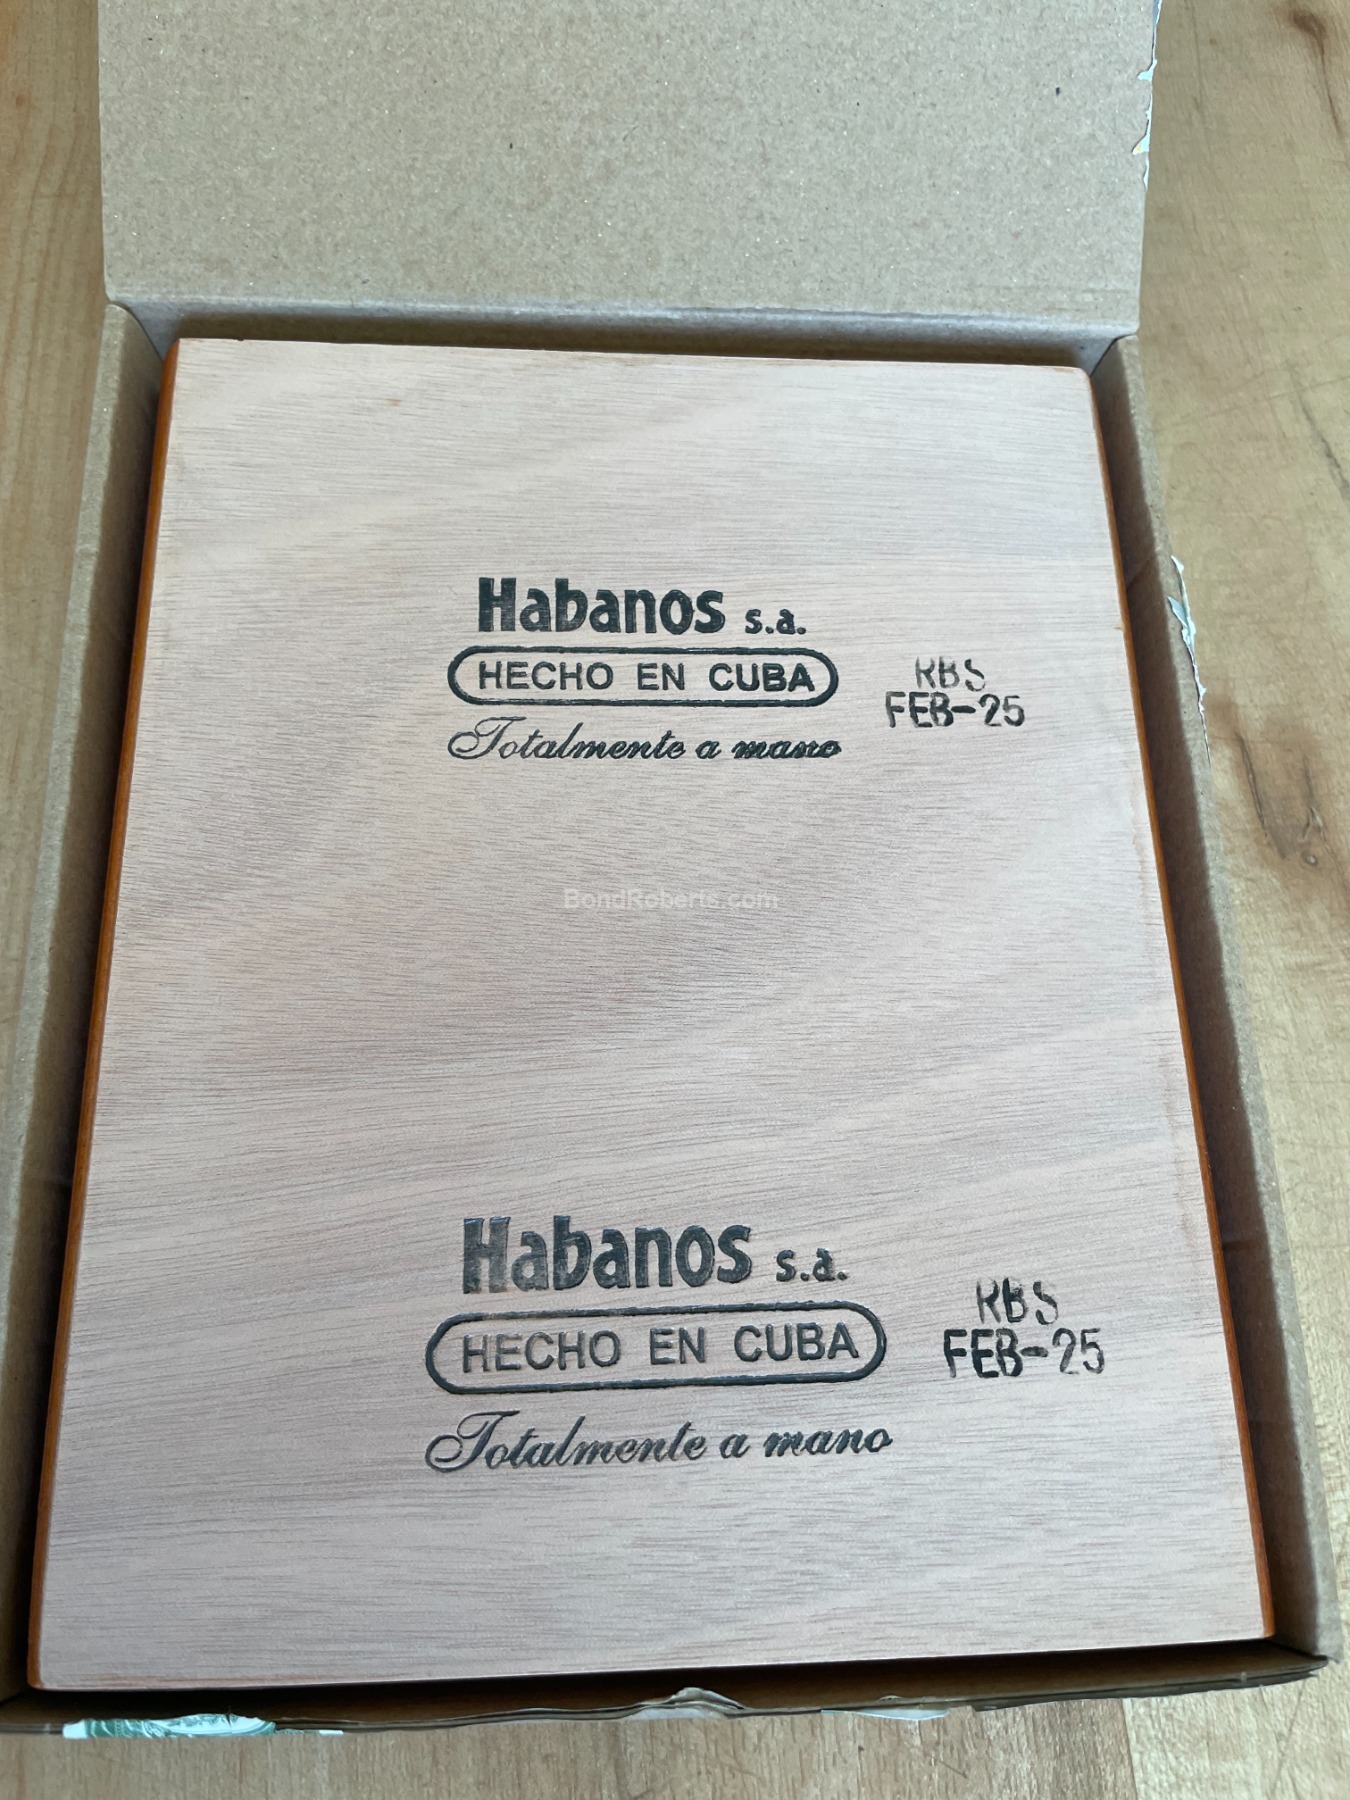 Habanos s.a.
HECHO EN CUBA
Totalmente a mano
RBS
FEB-25
BondRoberts.com
Habanos s.a.
HECHO EN CUBA
Totalmente a mano
RBS
FEB-25